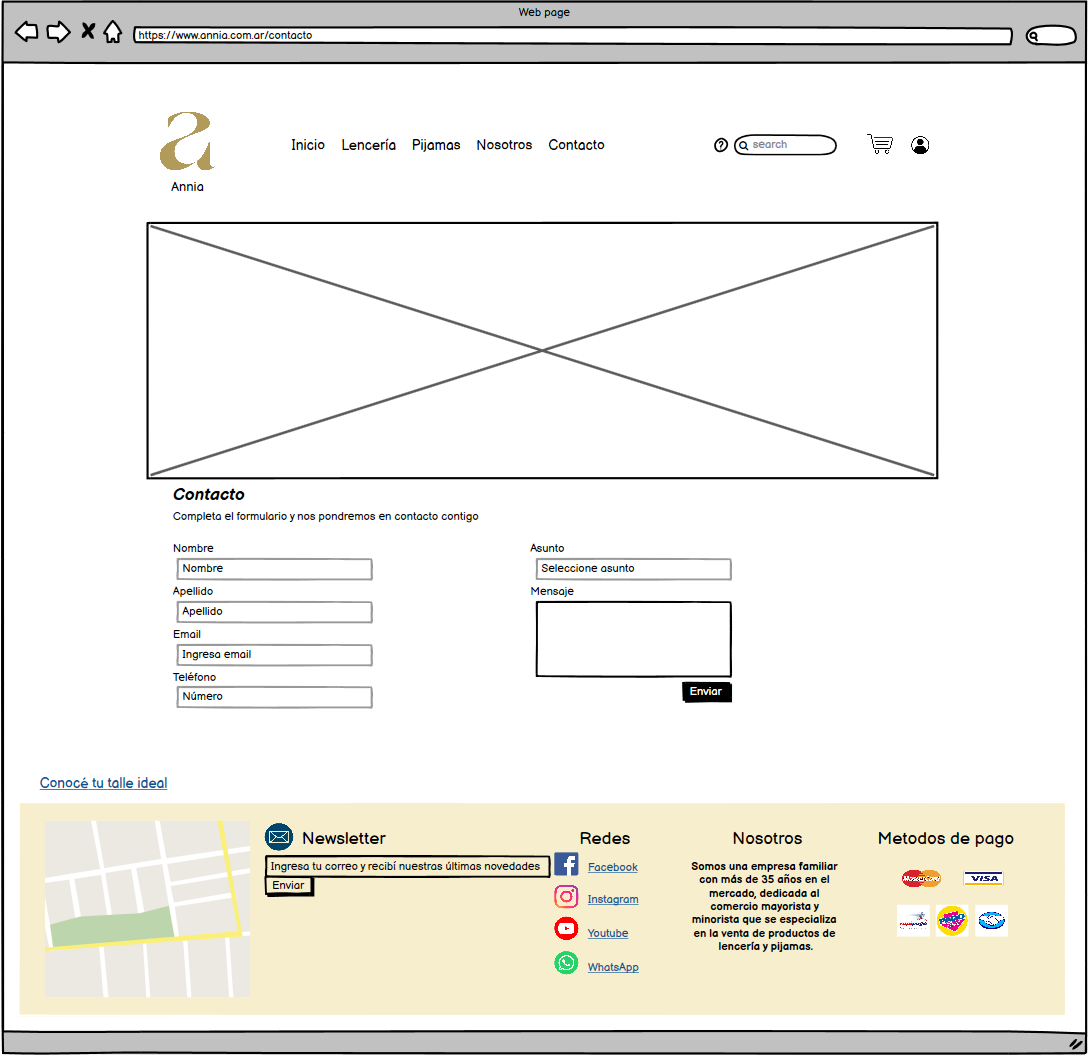 Web page
https://www.annia.com.ar/contacto
a
Annia
Inicio Lencería Pijamas Nosotros Contacto
? search
Contacto
Completa el formulario y nos pondremos en contacto contigo
Nombre
Nombre
Apellido
Apellido
Email
Ingresa email
Teléfono
Número
Asunto
Seleccione asunto
Mensaje
Enviar
Conocé tu talle ideal
Newsletter
Ingresa tu correo y recibí nuestras últimas novedades
Enviar
Redes
Facebook
Instagram
Youtube
WhatsApp
Nosotros
Somos una empresa familiar
con más de 35 años en el
mercado, dedicada al
comercio mayorista y
minorista que se especializa
en la venta de productos de
lencería y pijamas.
Metodos de pago
MasterCard VISA